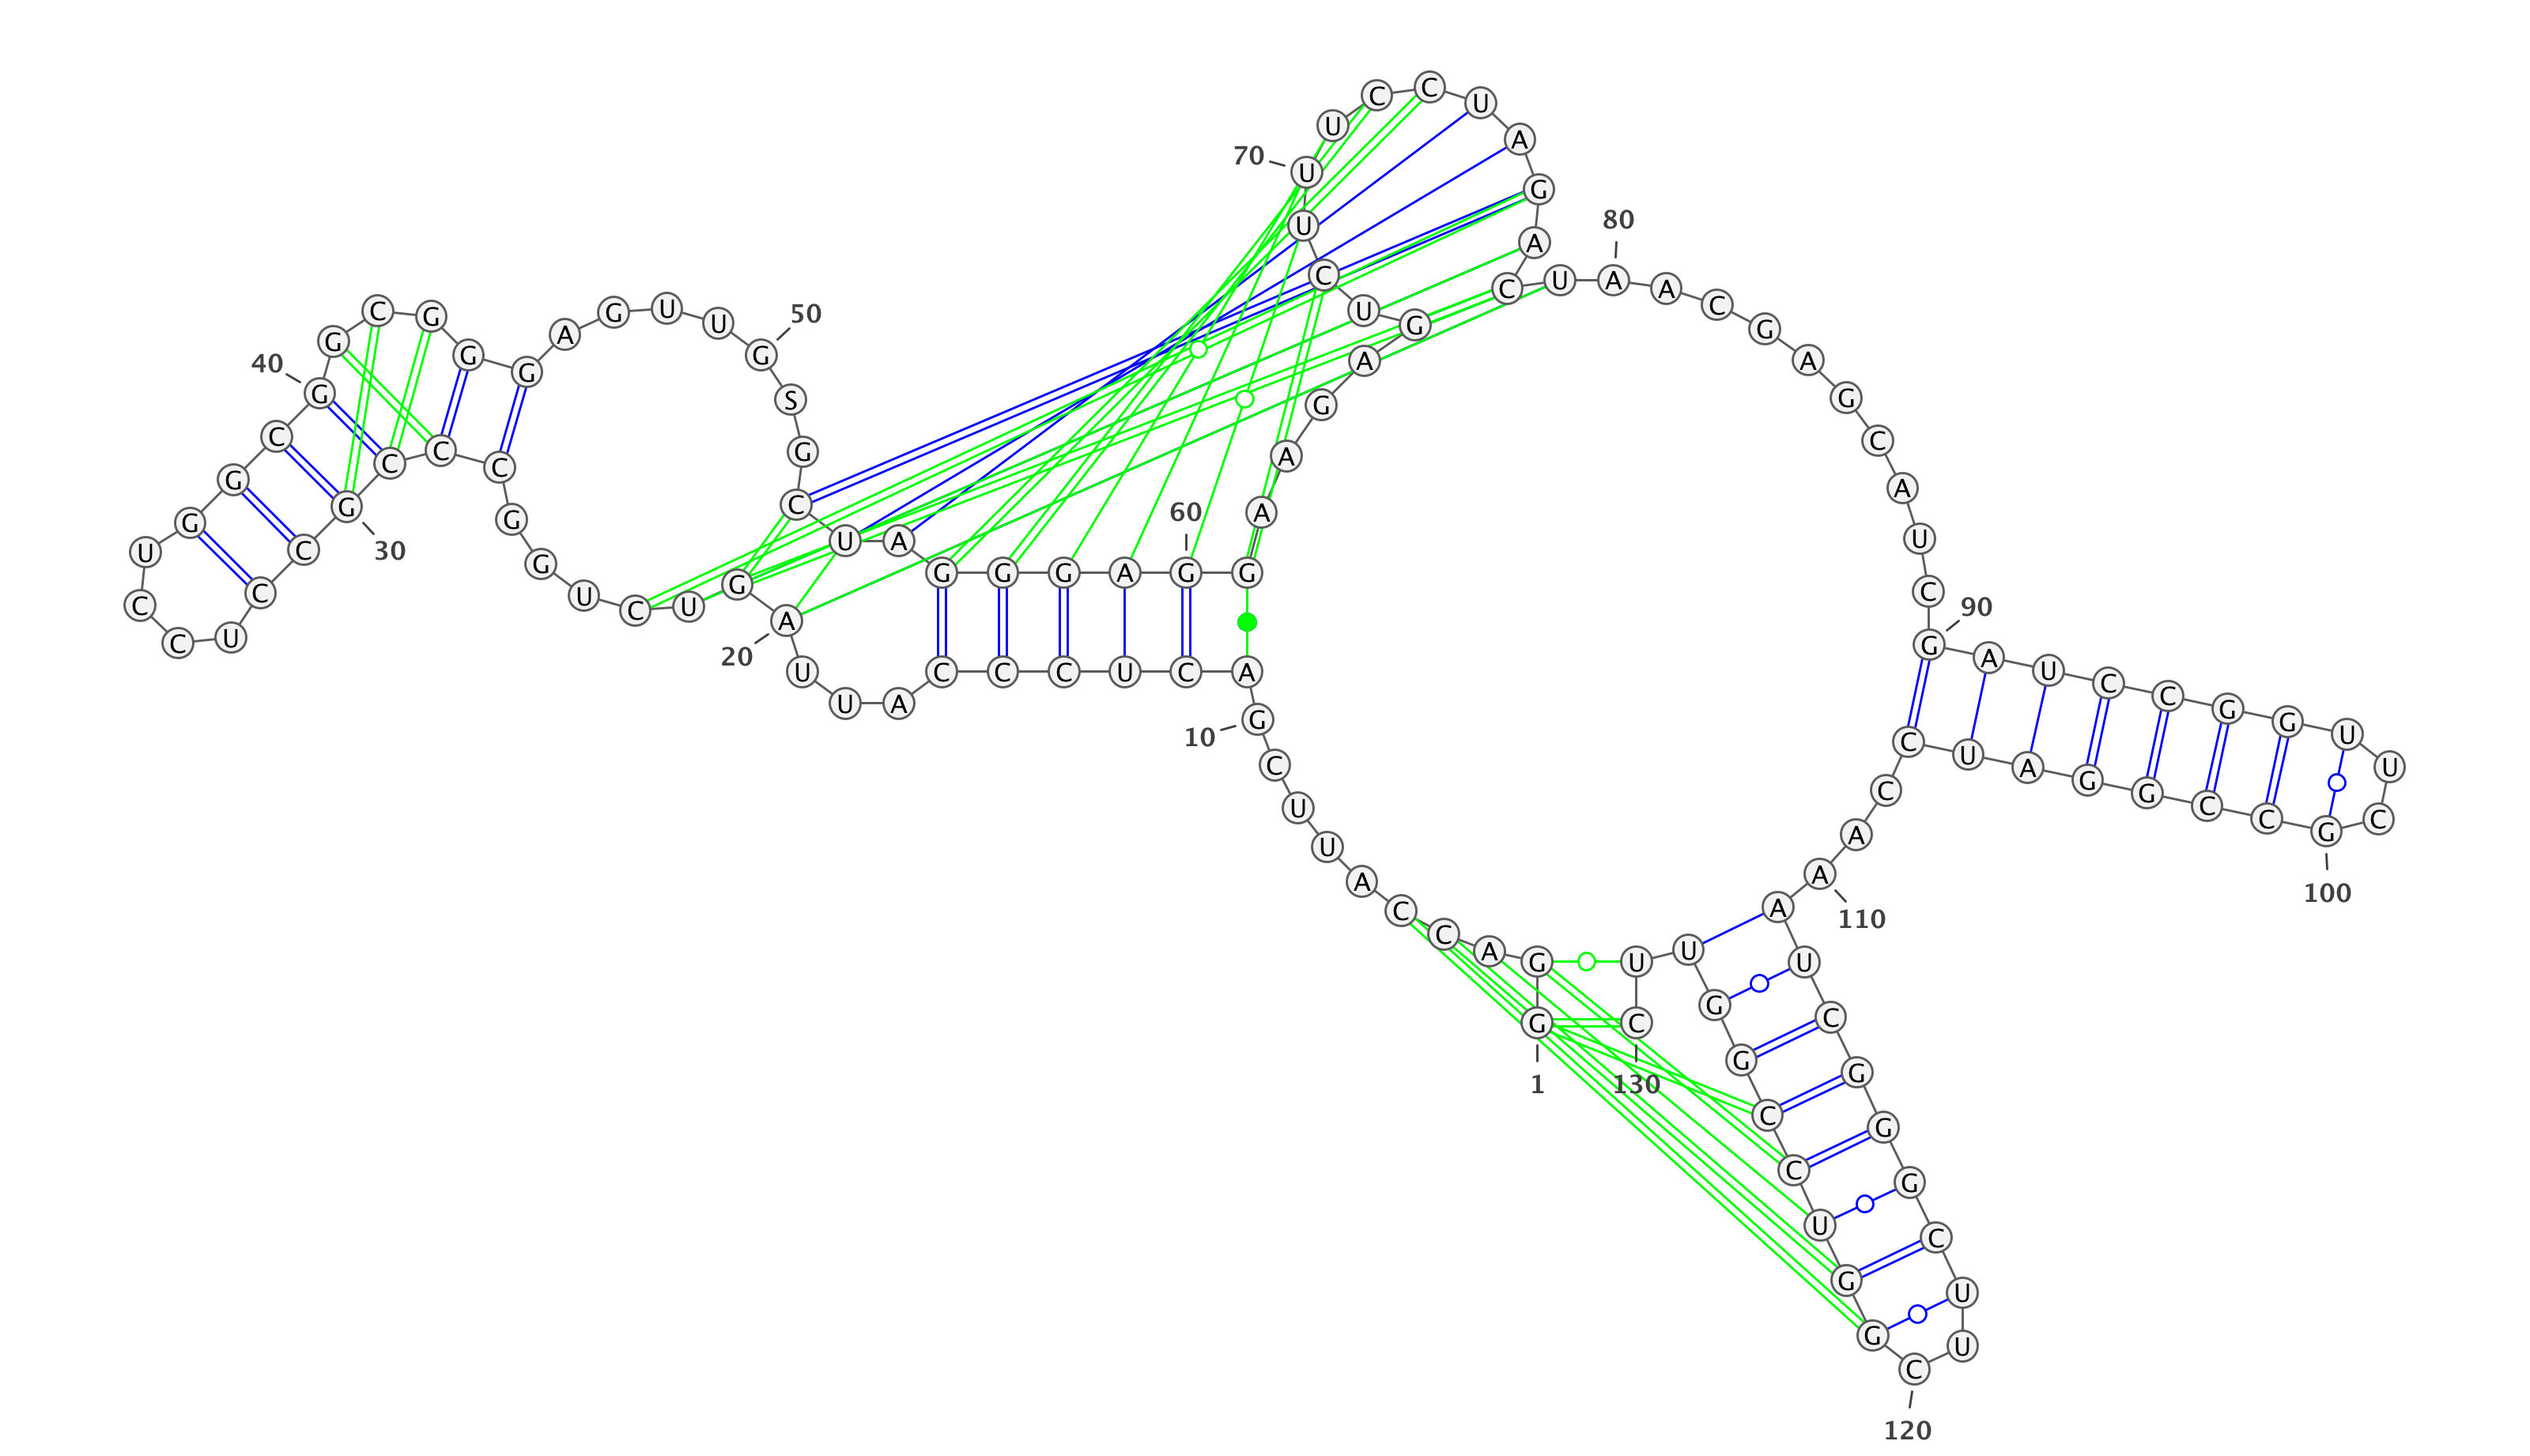 G
1
G A C C A U U C G
10
A C U C C C A U U A
20
G U C U G G C C C G
30
C C U C C U G G C G
40
G C G G G A G U U G
50
S G C U A G G G A G
60
G A A G A G U C U U
70
U C C U A G A C U A
80
A C G A G C A U C G
90
A U C C G G U U C G
100
C C G G A U C C A A
110
A U C G G G C U U C
120
G G U C C G G U U C
130